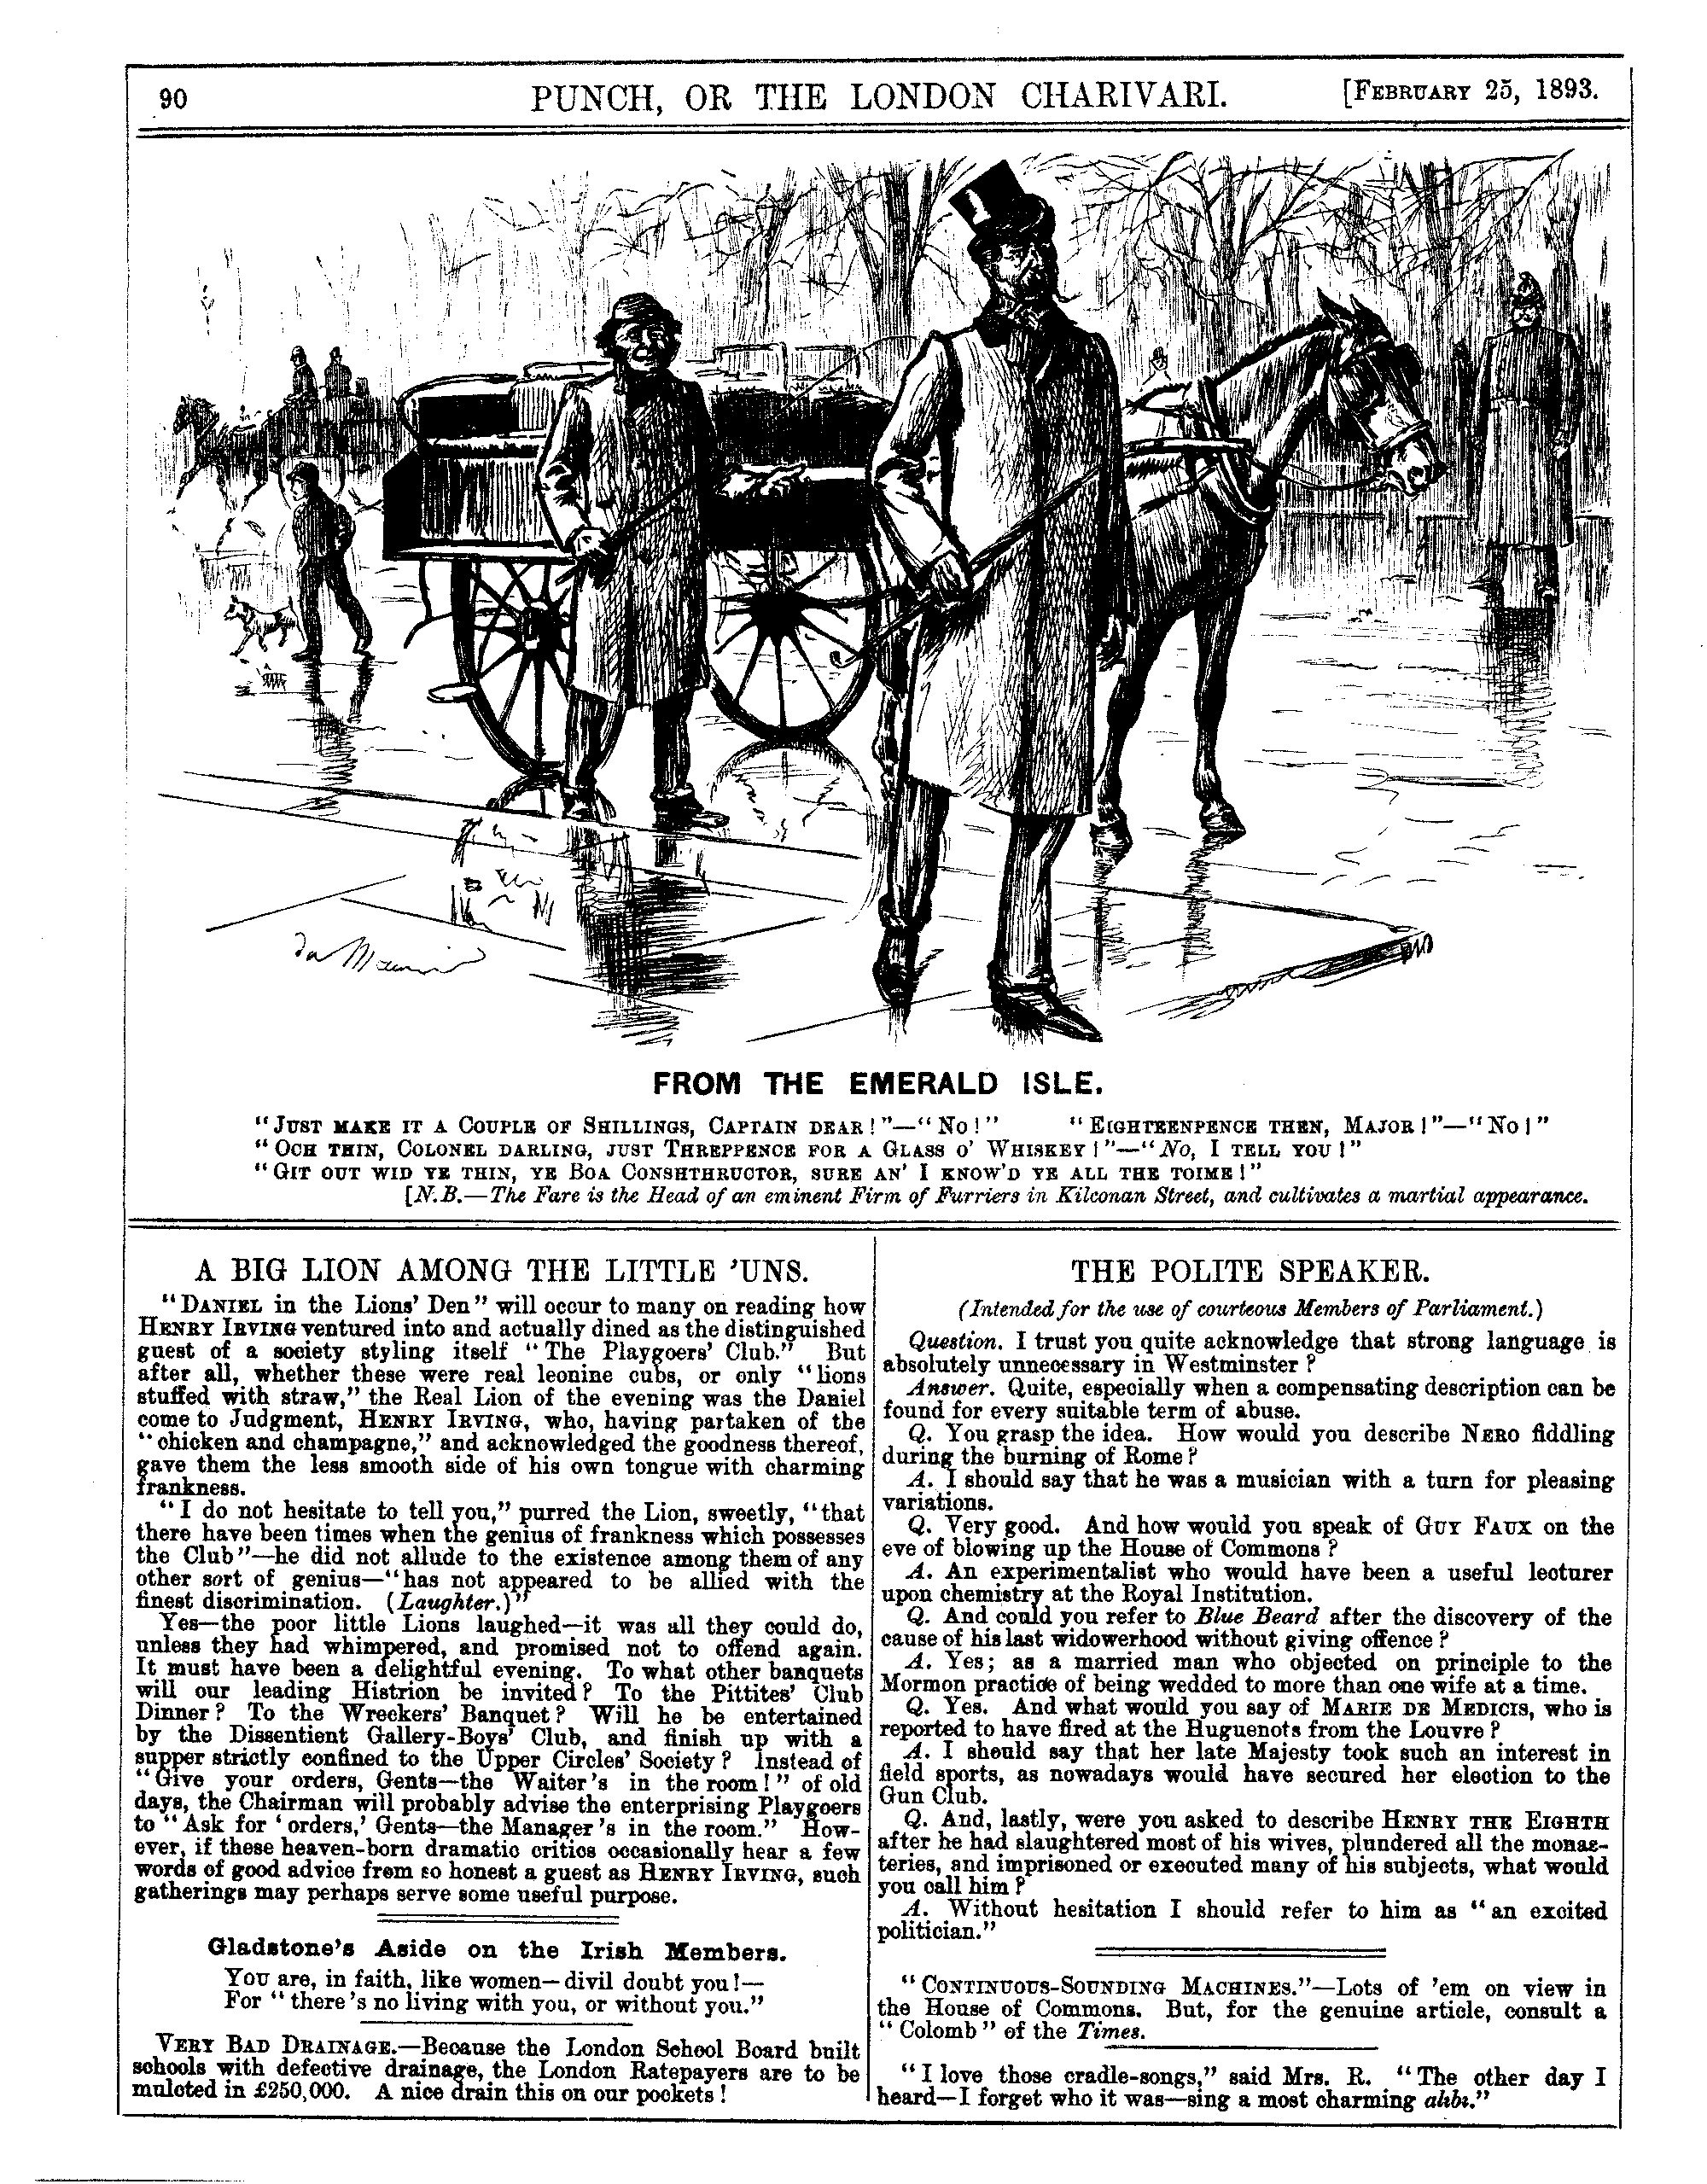 90
PUNCH, OR THE LONDON CHARIVARI.
[FEBRUARY 25, 1893.
FROM THE EMERALD ISLE.
"JUST MAKE IT A COUPLE OF SHILLINGS, CAPTAIN DEAR!"—"NO!" "EIGHTEENPENCE THEN, MAJOR!"—"NO!"
"OCH THIN, COLONEL DARLING, JUST THREPPENCE FOR A GLASS O' WHISKEY!"—"No, I TELL YOU!"
"GIT OUT WID YE THIN, YE BOA CONSHTHRUCTOR, SURE AN' I KNOW'D YE ALL THE TOIME!"
[N.B.—The Fare is the Head of an eminent Firm of Furriers in Kilconan Street, and cultivates a martial appearance.
A BIG LION AMONG THE LITTLE 'UNS.
"DANIEL in the Lions' Den" will occur to many on reading how
HENRY IRVING ventured into and actually dined as the distinguished
guest of a society styling itself "The Playgoers' Club." But
after all, whether these were real leonine cubs, or only "lions
stuffed with straw," the Real Lion of the evening was the Daniel
come to Judgment, HENRY IRVING, who, having partaken of the
"chicken and champagne," and acknowledged the goodness thereof,
gave them the less smooth side of his own tongue with charming
frankness.
"I do not hesitate to tell you," purred the Lion, sweetly, "that
there have been times when the genius of frankness which possesses
the Club"—he did not allude to the existence among them of any
other sort of genius—"has not appeared to be allied with the
finest discrimination. (Laughter.)"
Yes—the poor little Lions laughed—it was all they could do,
unless they had whimpered, and promised not to offend again.
It must have been a delightful evening. To what other banquets
will our leading Histrion be invited? To the Pittites' Club
Dinner? To the Wreckers' Banquet? Will he be entertained
by the Dissentient Gallery-Boys' Club, and finish up with a
supper strictly confined to the Upper Circles' Society? Instead of
"Give your orders, Gents—the Waiter's in the room!" of old
days, the Chairman will probably advise the enterprising Playgoers
to "Ask for 'orders,' Gents—the Manager's in the room." How-
ever, if these heaven-born dramatic critics occasionally hear a few
words of good advice from so honest a guest as HENRY IRVING, such
gatherings may perhaps serve some useful purpose.
Gladstone's Aside on the Irish Members.
YOU are, in faith, like women—divil doubt you!—
For "there's no living with you, or without you."
VERY BAD DRAINAGE.—Because the London School Board built
schools with defective drainage, the London Ratepayers are to be
mulcted in £250,000. A nice drain this on our pockets!
THE POLITE SPEAKER.
(Intended for the use of courteous Members of Parliament.)
Question. I trust you quite acknowledge that strong language is
absolutely unnecessary in Westminster?
Answer. Quite, especially when a compensating description can be
found for every suitable term of abuse.
Q. You grasp the idea. How would you describe NERO fiddling
during the burning of Rome?
A. I should say that he was a musician with a turn for pleasing
variations.
Q. Very good. And how would you speak of GUY FAUX on the
eve of blowing up the House of Commons?
A. An experimentalist who would have been a useful lecturer
upon chemistry at the Royal Institution.
Q. And could you refer to Blue Beard after the discovery of the
cause of his last widowerhood without giving offence?
A. Yes; as a married man who objected on principle to the
Mormon practice of being wedded to more than one wife at a time.
Q. Yes. And what would you say of MARIE DE MEDICIS, who is
reported to have fired at the Huguenots from the Louvre?
A. I should say that her late Majesty took such an interest in
field sports, as nowadays would have secured her election to the
Gun Club.
Q. And, lastly, were you asked to describe HENRY THE EIGHTH
after he had slaughtered most of his wives, plundered all the monas-
teries, and imprisoned or executed many of his subjects, what would
you call him?
A. Without hesitation I should refer to him as "an excited
politician."
"CONTINUOUS-SOUNDING MACHINES."—Lots of 'em on view in
the House of Commons. But, for the genuine article, consult a
"Colomb" of the Times.
"I love those cradle-songs," said Mrs. R. "The other day I
heard—I forget who it was—sing a most charming alibi."